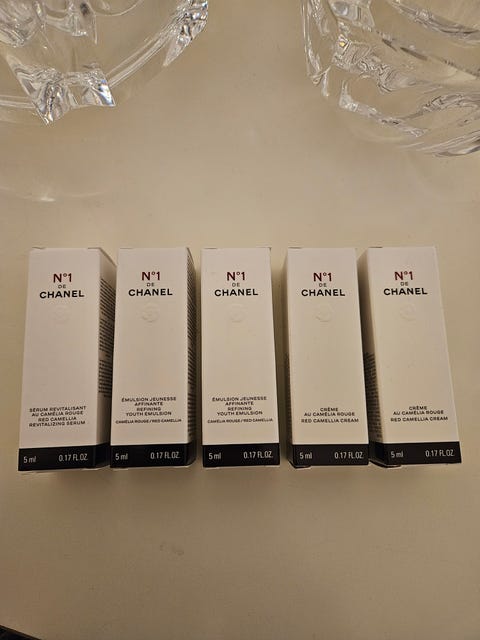 N°1
DE
CHANEL
SÉRUM REVITALISANT
AU CAMÉLIA ROUGE
RED CAMELLIA
REVITALIZING SERUM
5 ml 0.17 FL.OZ.
N°1
DE
CHANEL
ÉMULSION JEUNESSE
AFFINANTE
REFINING
YOUTH EMULSION
CAMÉLIA ROUGE/RED CAMELLIA
5 ml 0.17 FL.OZ.
N°1
DE
CHANEL
ÉMULSION JEUNESSE
AFFINANTE
REFINING
YOUTH EMULSION
CAMÉLIA ROUGE/RED CAMELLIA
5 ml 0.17 FL.OZ.
N°1
DE
CHANEL
CRÈME
AU CAMÉLIA ROUGE
RED CAMELLIA CREAM
5 ml 0.17 FL.OZ.
N°1
DE
CHANEL
CRÈME
AU CAMÉLIA ROUGE
RED CAMELLIA CREAM
5 ml 0.17 FL.OZ.